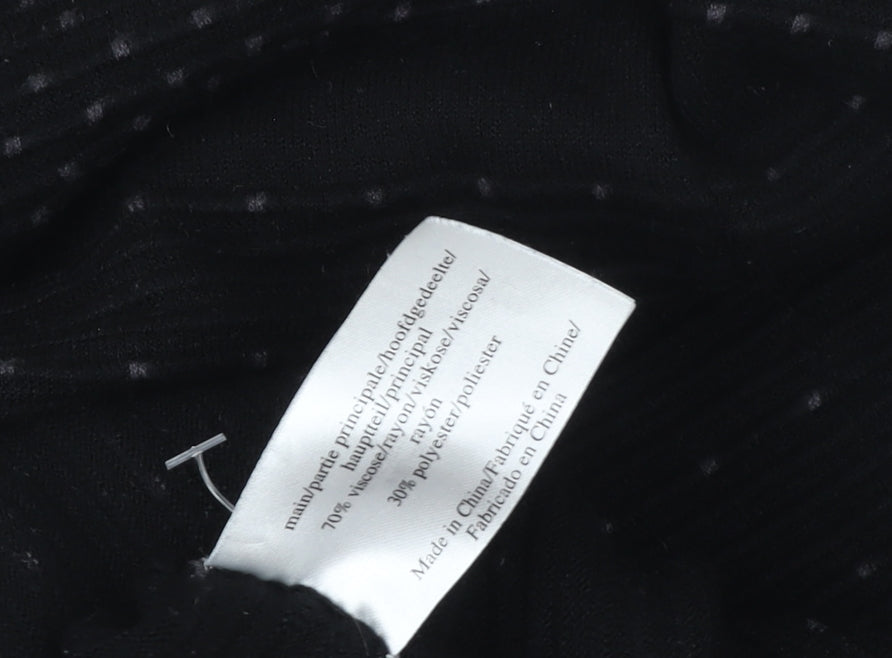 main/partie principale/hoofdgedeelte/
hauptteil/principal
70% viscose/rayon/viskose/viscosa/
rayón
30% polyester/poliester
Made in China/Fabriqué en Chine/
Fabricado en China